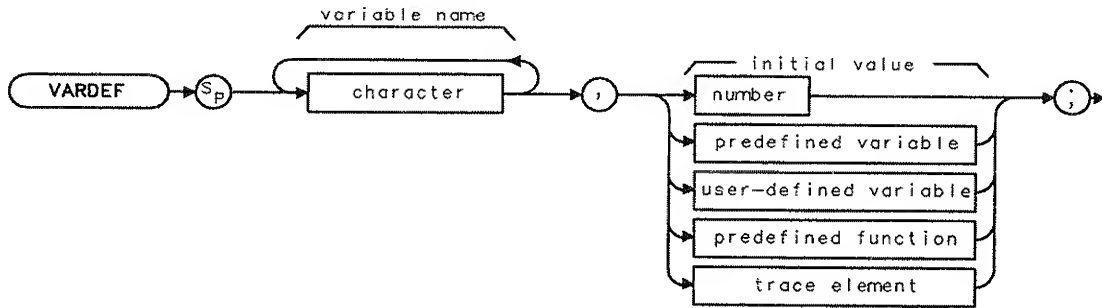 variable name
initial value
VARDEF
Sp
character
,
number
;
predefined variable
user-defined variable
predefined function
trace element